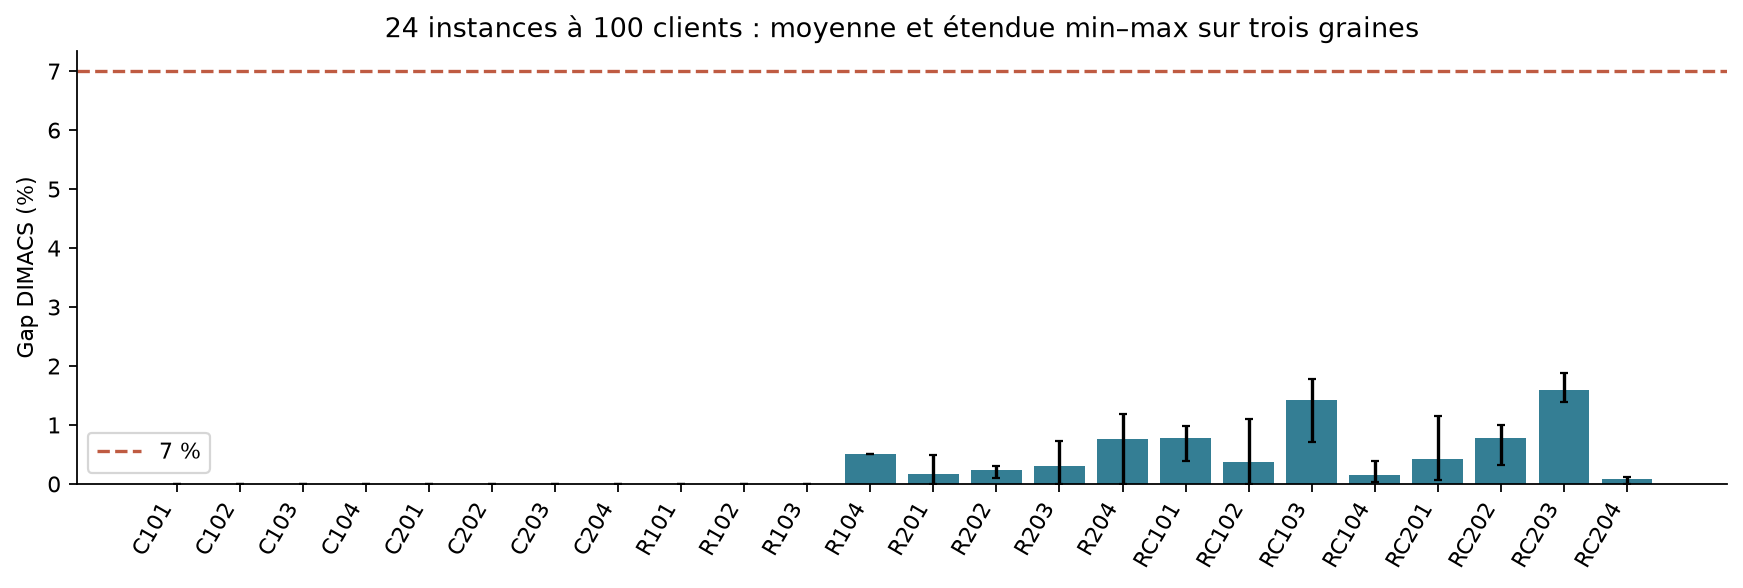 24 instances à 100 clients : moyenne et étendue min–max sur trois graines
Gap DIMACS (%)
7
6
5
4
3
2
1
0
7 %
C101
C102
C103
C104
C201
C202
C203
C204
R101
R102
R103
R104
R201
R202
R203
R204
RC101
RC102
RC103
RC104
RC201
RC202
RC203
RC204